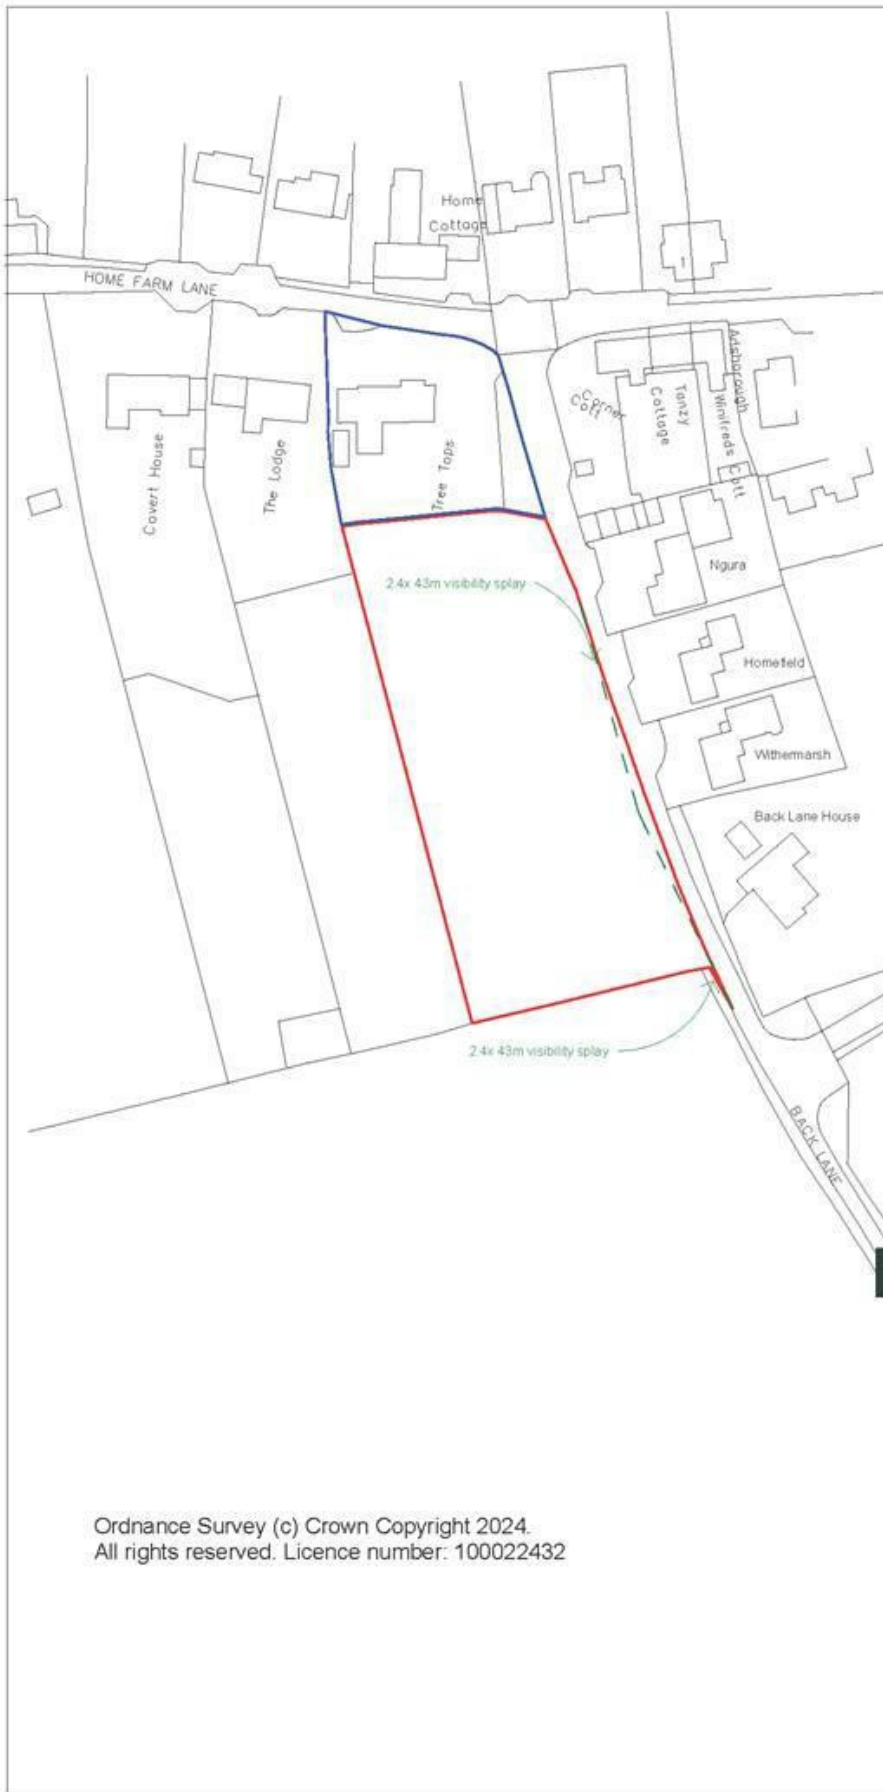 Home
Cottage
HOME FARM LANE
Covert House
The Lodge
Tree Tops
Corner
Cott
Tanzy
Cottage
Adsborough
Winifreds Cott
Ngura
2.4x 43m visibility splay
Homefield
Withermarsh
Back Lane House
2.4x 43m visibility splay
BACK LANE
Ordnance Survey (c) Crown Copyright 2024.
All rights reserved. Licence number: 100022432